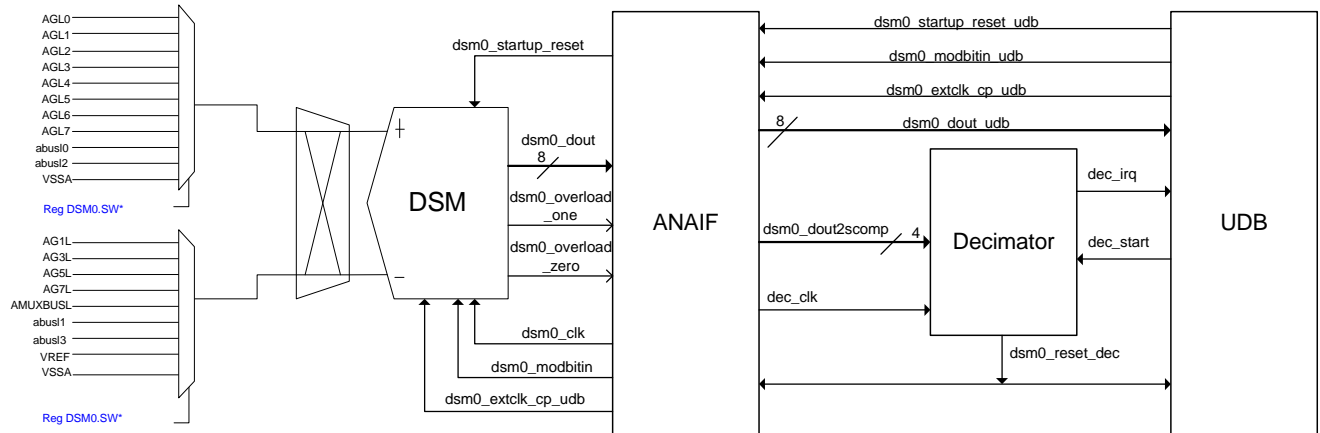 AGL0
AGL1
AGL2
AGL3
AGL4
AGL5
AGL6
AGL7
abusl0
abusl2
VSSA
Reg DSM0.SW*
AG1L
AG3L
AG5L
AG7L
AMUXBUSL
abusl1
abusl3
VREF
VSSA
Reg DSM0.SW*
+
−
DSM
dsm0_startup_reset
dsm0_dout
8
dsm0_overload
_one
dsm0_overload
_zero
dsm0_clk
dsm0_modbitin
dsm0_extclk_cp_udb
ANAIF
dsm0_startup_reset_udb
dsm0_modbitin_udb
dsm0_extclk_cp_udb
8
dsm0_dout_udb
dsm0_dout2scomp
4
dec_clk
Decimator
dec_irq
dec_start
dsm0_reset_dec
UDB